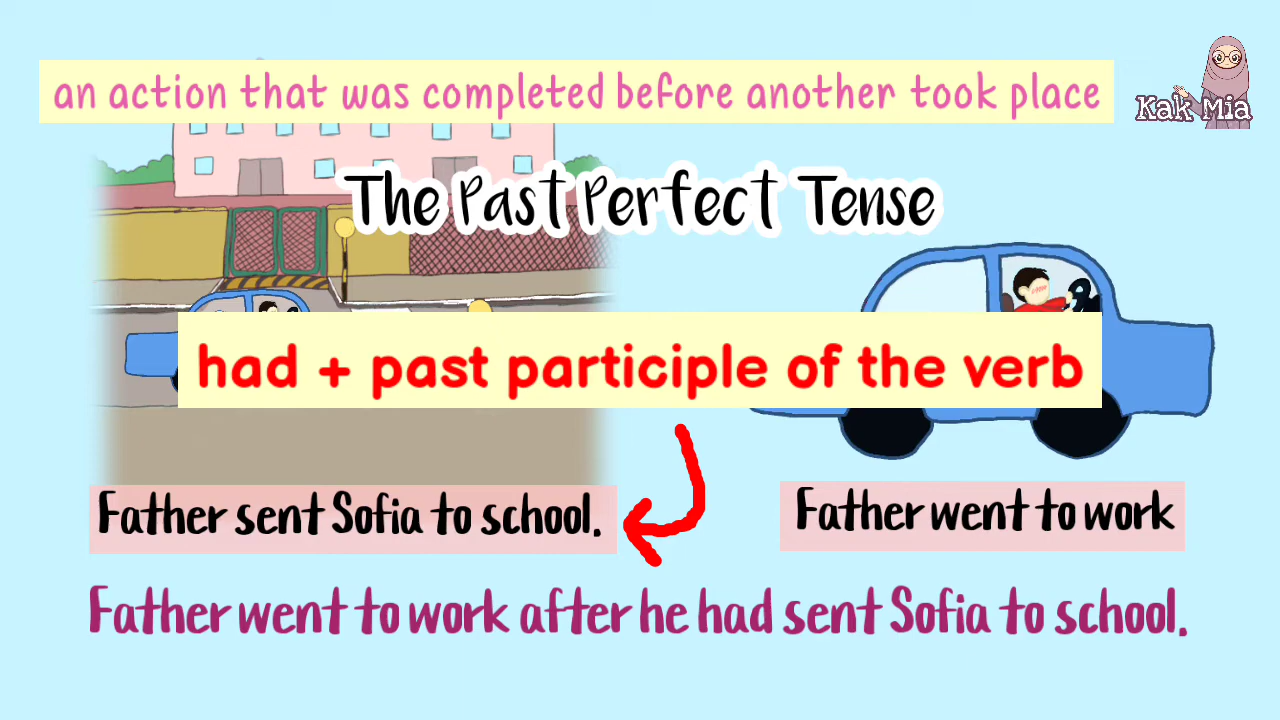 an action that was completed before another took place
Kak Mia
The Past Perfect Tense
had + past participle of the verb
Father sent Sofia to school.
Father went to work
Father went to work after he had sent Sofia to school.